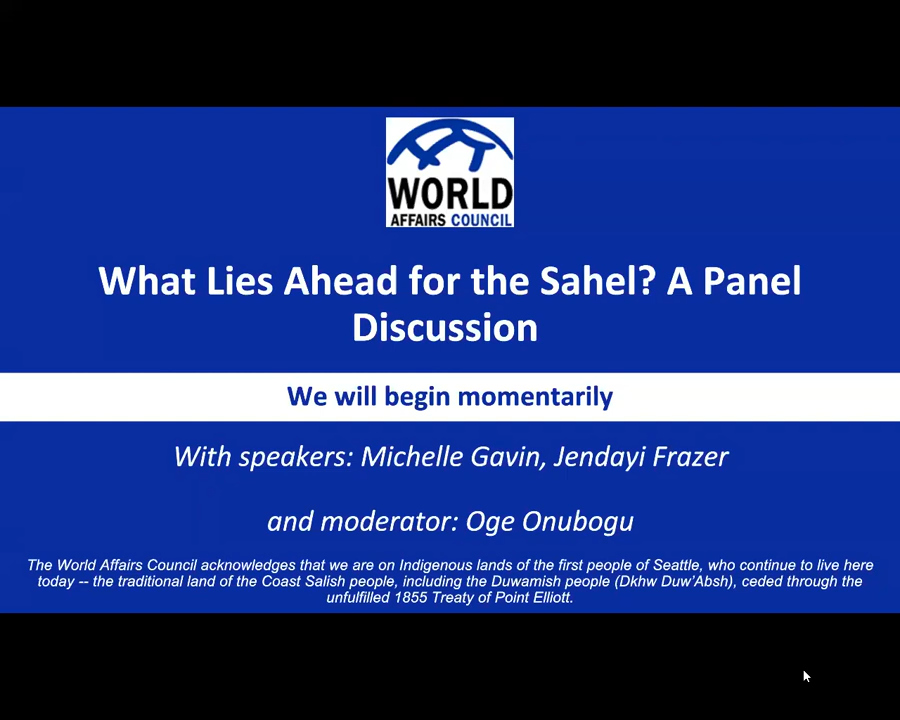 WORLD
AFFAIRS COUNCIL
What Lies Ahead for the Sahel? A Panel
Discussion
We will begin momentarily
With speakers: Michelle Gavin, Jendayi Frazer
and moderator: Oge Onubogu
The World Affairs Council acknowledges that we are on Indigenous lands of the first people of Seattle, who continue to live here
today -- the traditional land of the Coast Salish people, including the Duwamish people (Dkhw Duw'Absh), ceded through the
unfulfilled 1855 Treaty of Point Elliott.